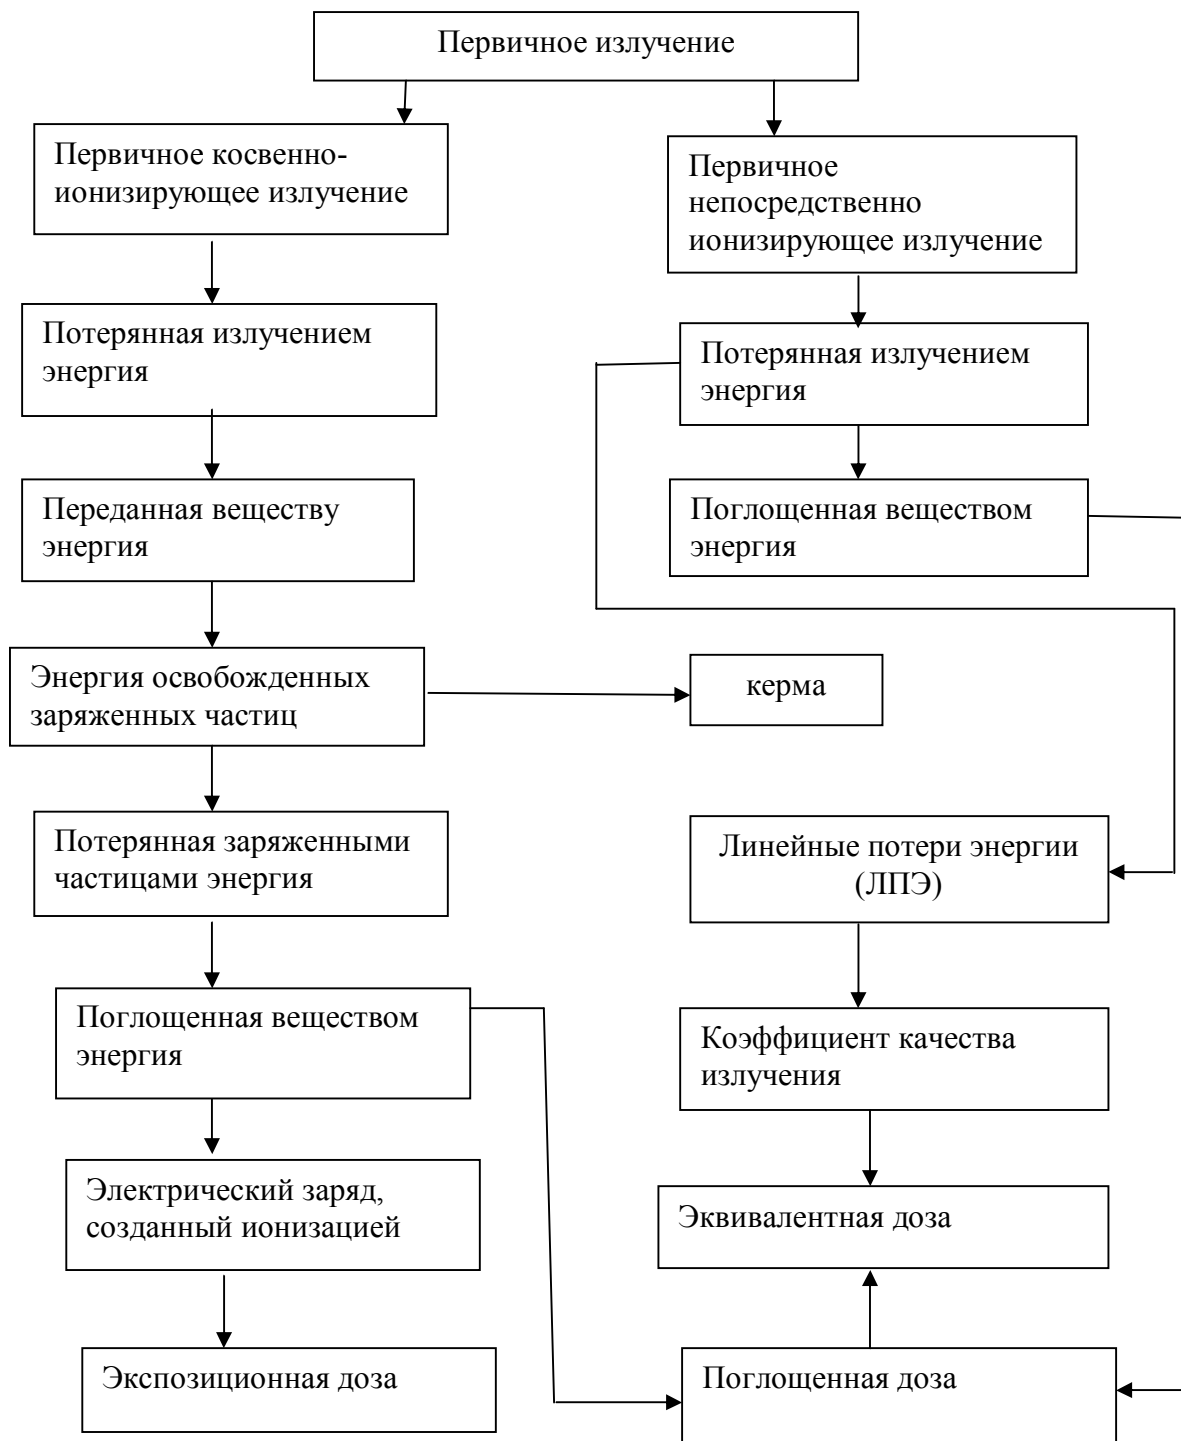 Первичное излучение
Первичное косвенно-
ионизирующее излучение
Первичное
непосредственно
ионизирующее излучение
Потерянная излучением
энергия
Потерянная излучением
энергия
Переданная веществу
энергия
Поглощенная веществом
энергия
Энергия освобожденных
заряженных частиц
керма
Потерянная заряженными
частицами энергия
Линейные потери энергии
(ЛПЭ)
Поглощенная веществом
энергия
Коэффициент качества
излучения
Электрический заряд,
созданный ионизацией
Эквивалентная доза
Экспозиционная доза
Поглощенная доза